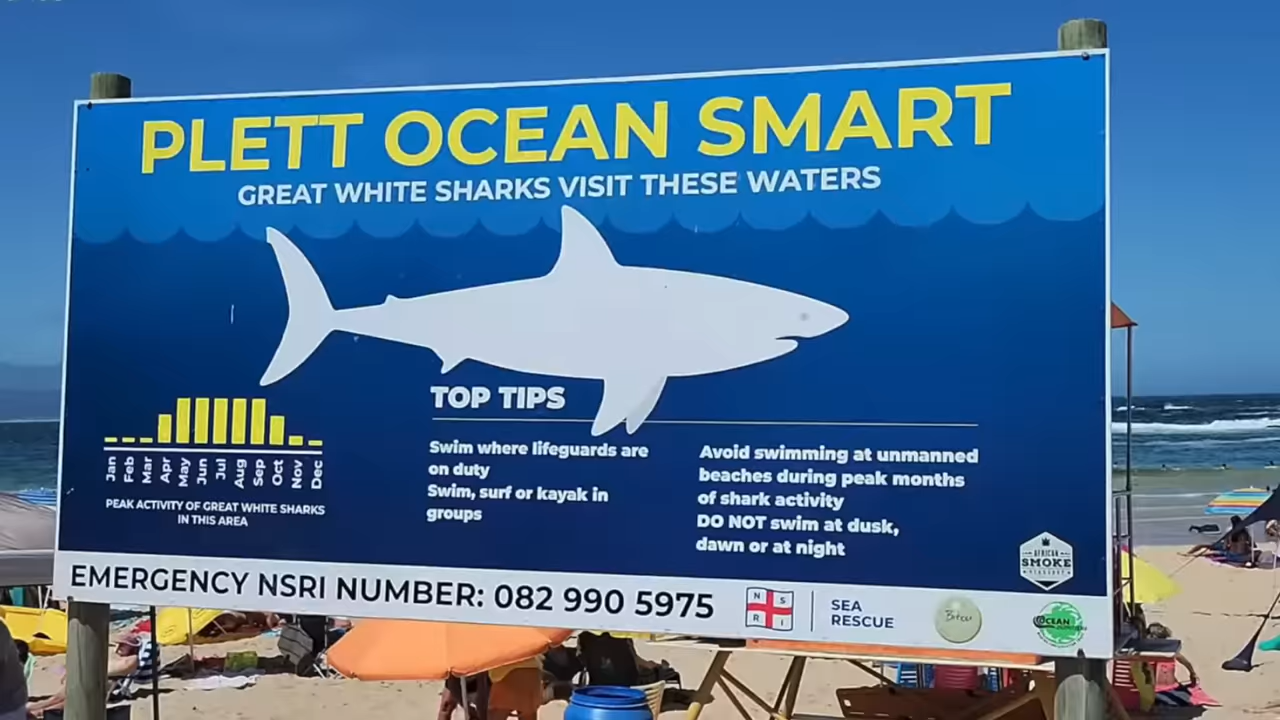 PLETT OCEAN SMART
GREAT WHITE SHARKS VISIT THESE WATERS
TOP TIPS
Swim where lifeguards are
on duty
Swim, surf or kayak in
groups
Avoid swimming at unmanned
beaches during peak months
of shark activity
DO NOT swim at dusk,
dawn or at night
Jan Feb Mar Apr May Jun Jul Aug Sep Oct Nov Dec
PEAK ACTIVITY OF GREAT WHITE SHARKS
IN THIS AREA
AFRICAN
SMOKE
EMERGENCY NSRI NUMBER: 082 990 5975
N S
R I
SEA
RESCUE
OCEAN